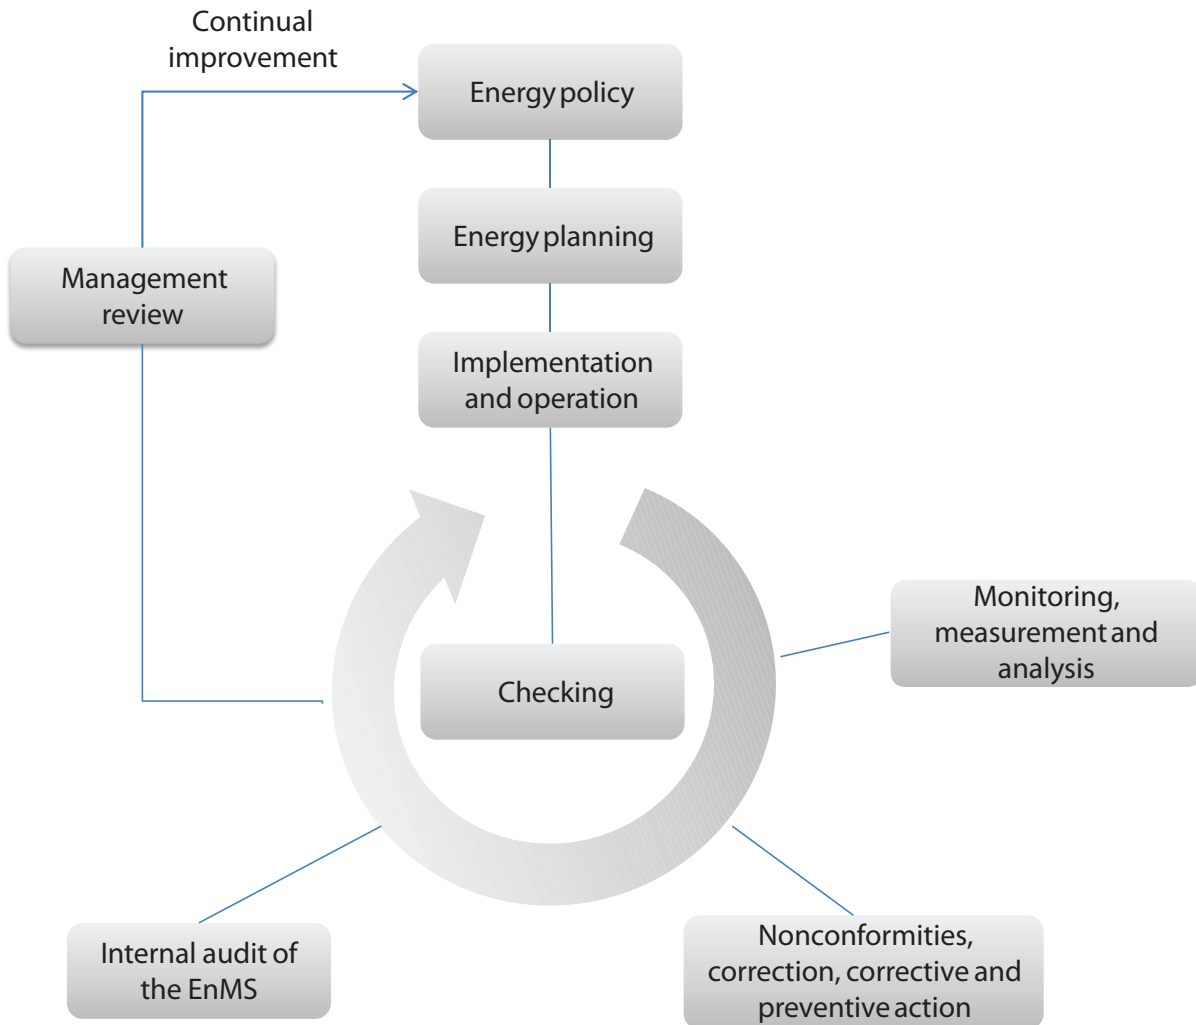 Continual
improvement
Energy policy
Energy planning
Management
review
Implementation
and operation
Monitoring,
measurement and
analysis
Checking
Internal audit of
the EnMS
Nonconformities,
correction, corrective and
preventive action